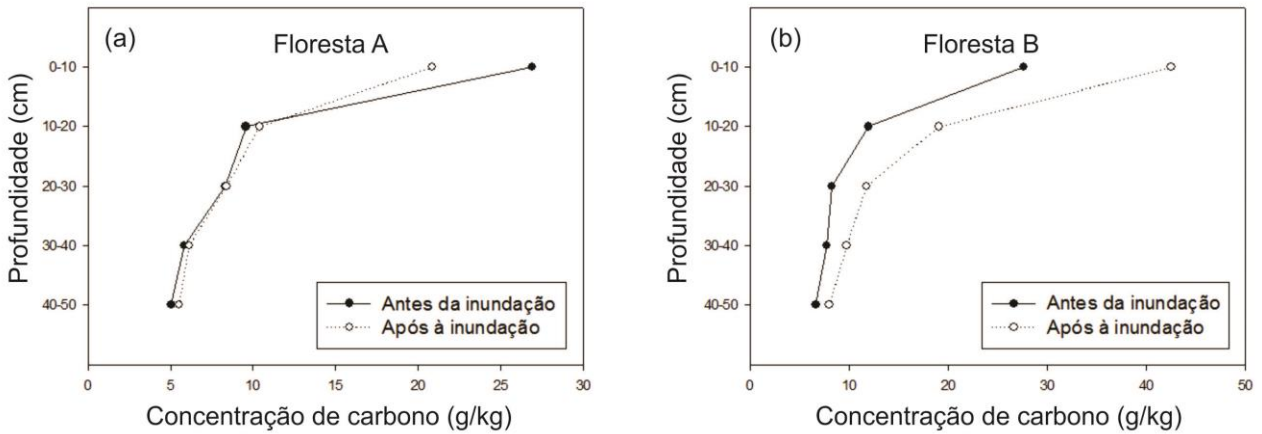 (a)
Floresta A
Profundidade (cm)
0-10
10-20
20-30
30-40
40-50
Antes da inundação
Após à inundação
0 5 10 15 20 25 30
Concentração de carbono (g/kg)
(b)
Floresta B
Profundidade (cm)
0-10
10-20
20-30
30-40
40-50
Antes da inundação
Após à inundação
0 10 20 30 40 50
Concentração de carbono (g/kg)